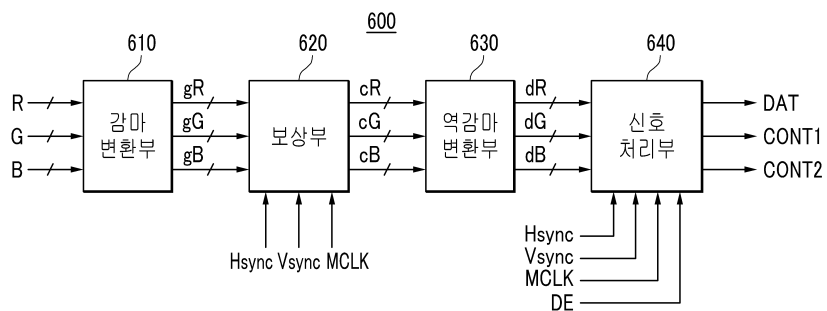 600
610
620
630
640
R
G
B
감마
변환부
gR
gG
gB
보상부
cR
cG
cB
역감마
변환부
dR
dG
dB
신호
처리부
DAT
CONT1
CONT2
Hsync Vsync MCLK
Hsync
Vsync
MCLK
DE